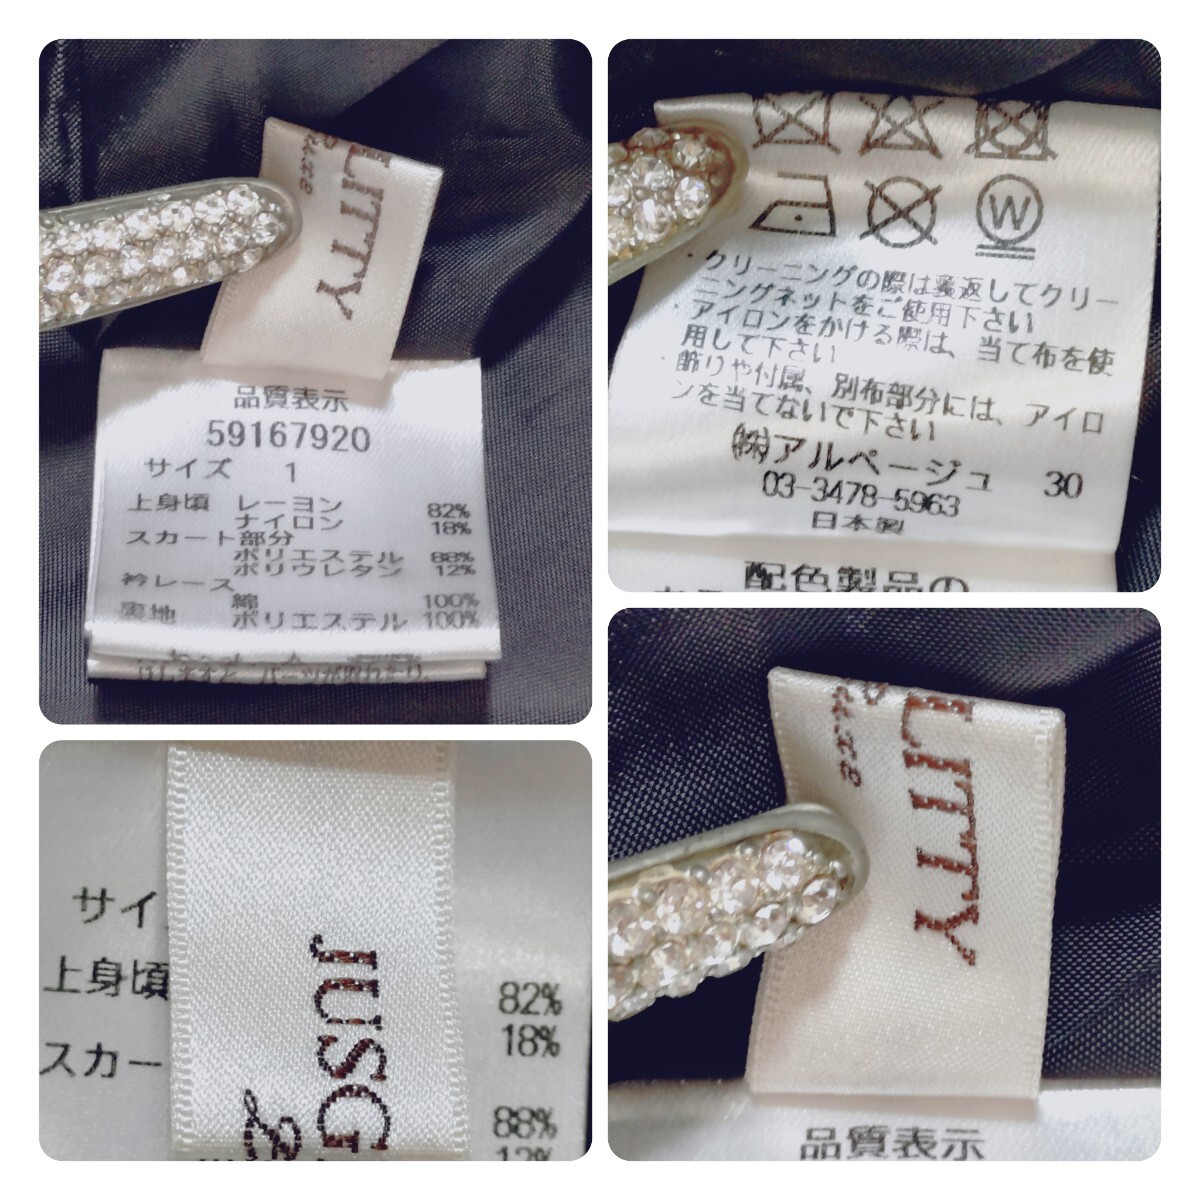 LITTY
品質表示
59167920
サイズ 1
上身頃 レーヨン 82%
ナイロン 18%
スカート部分
ポリエステル 88%
ポリウレタン 12%
衿レース
綿 100%
裏地 ポリエステル 100%
W
・クリーニングの際は裏返してクリー
ニングネットをご使用下さい
・アイロンをかける際は、当て布を使
用して下さい
・飾りや付属、別布部分には、アイロ
ンを当てないで下さい
㈱アルページュ 30
03-3478-5963
日本製
配色製品の
サイ
上身頃 82%
18%
スカー
88%
12%
JUSG
LITTY
品質表示